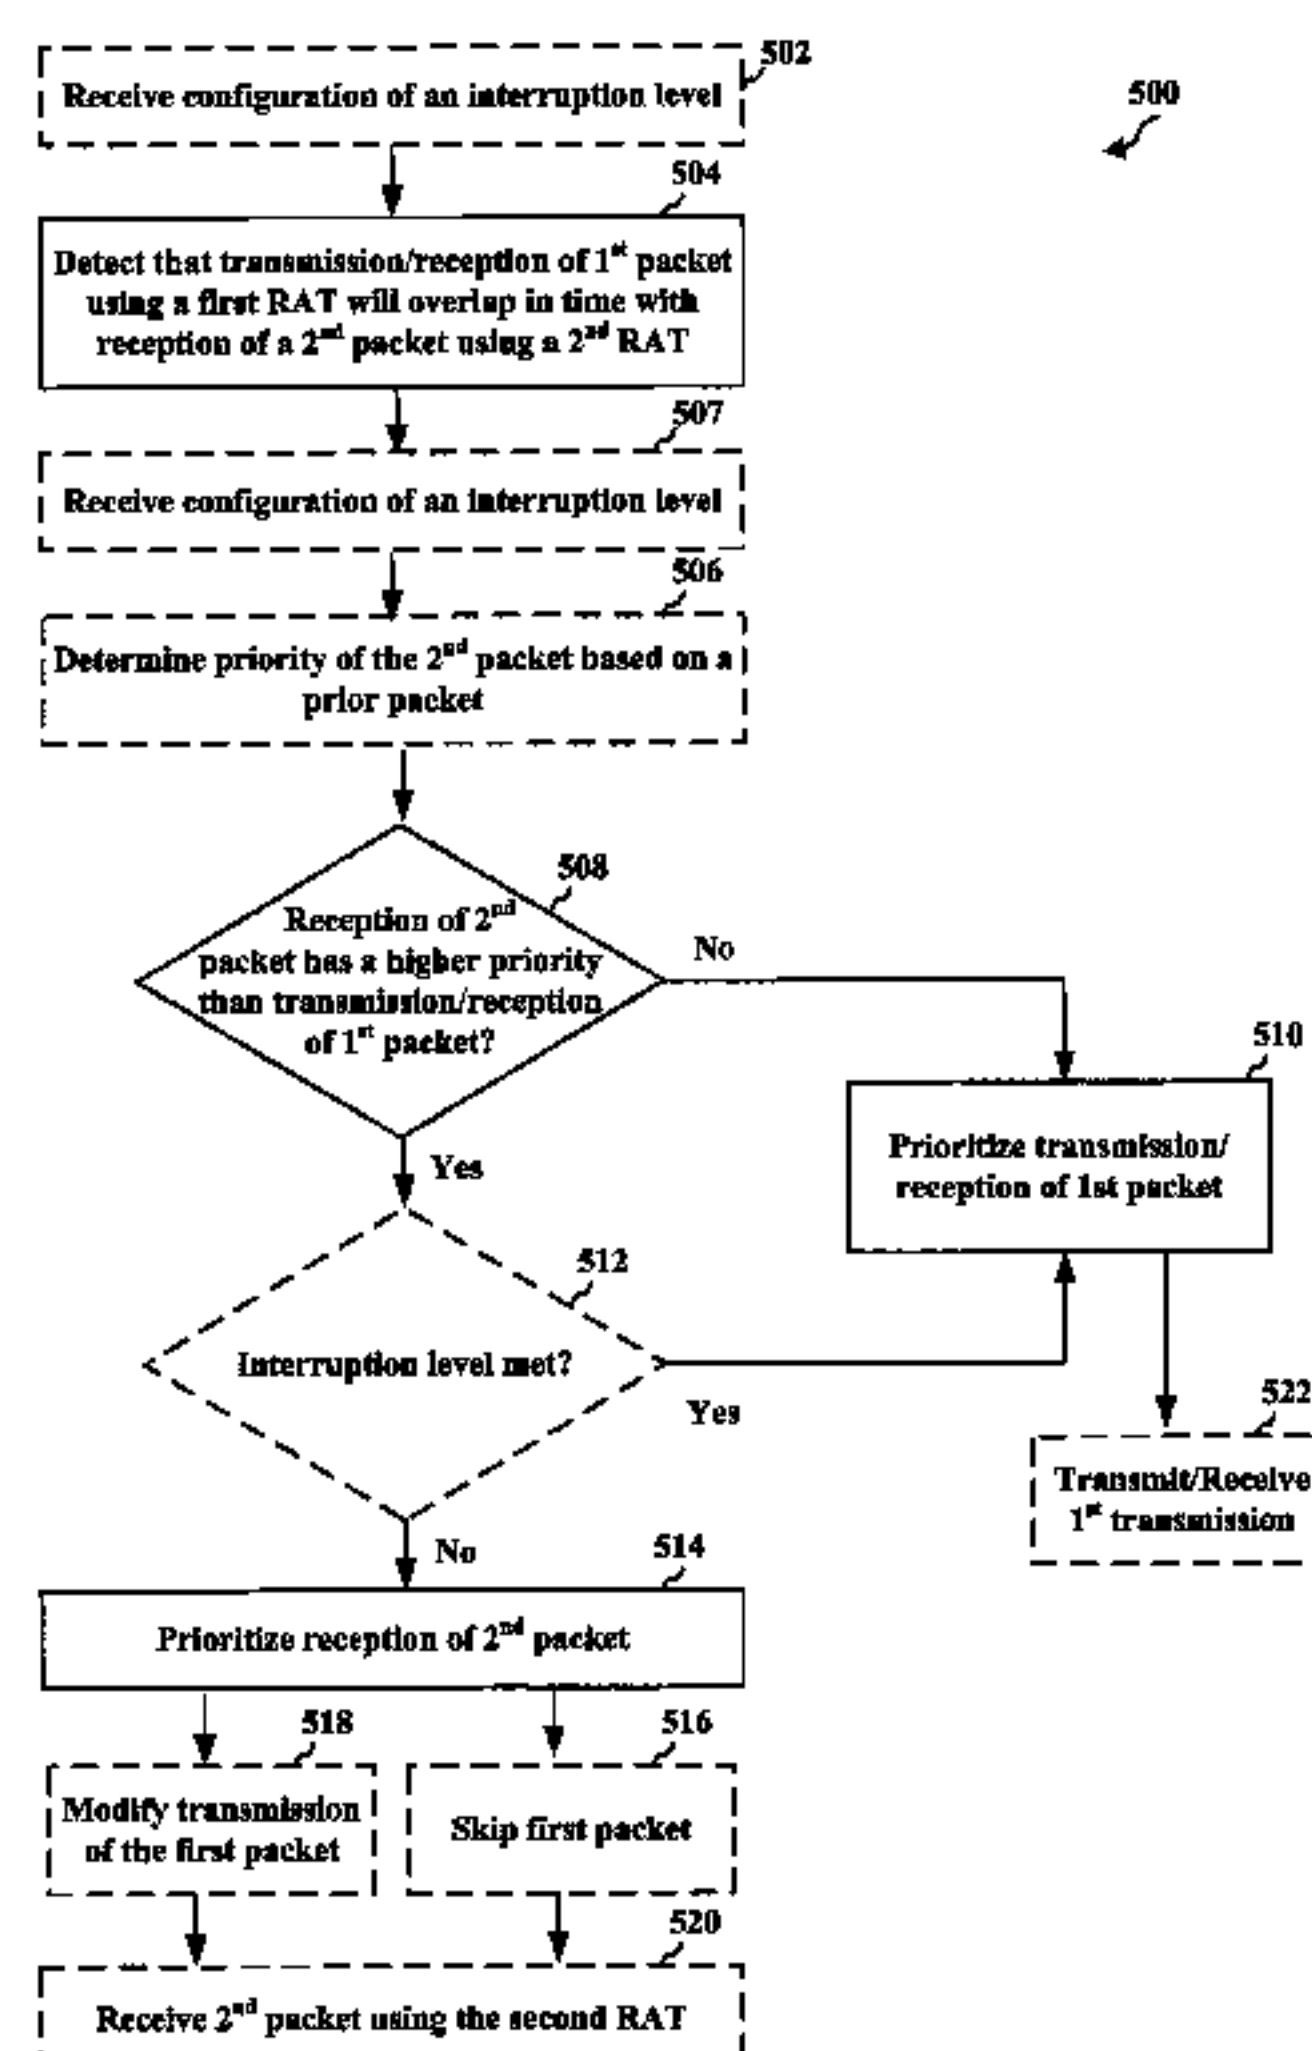 502
Receive configuration of an interruption level
500
504
Detect that transmission/reception of 1st packet
using a first RAT will overlap in time with
reception of a 2nd packet using a 2nd RAT
507
Receive configuration of an interruption level
506
Determine priority of the 2nd packet based on a
prior packet
508
Reception of 2nd
packet has a higher priority
than transmission/reception
of 1st packet?
No
510
Prioritize transmission/
reception of 1st packet
Yes
512
Interruption level met?
Yes
522
Transmit/Receive
1st transmission
No
514
Prioritize reception of 2nd packet
518
Modify transmission
of the first packet
516
Skip first packet
520
Receive 2nd packet using the second RAT